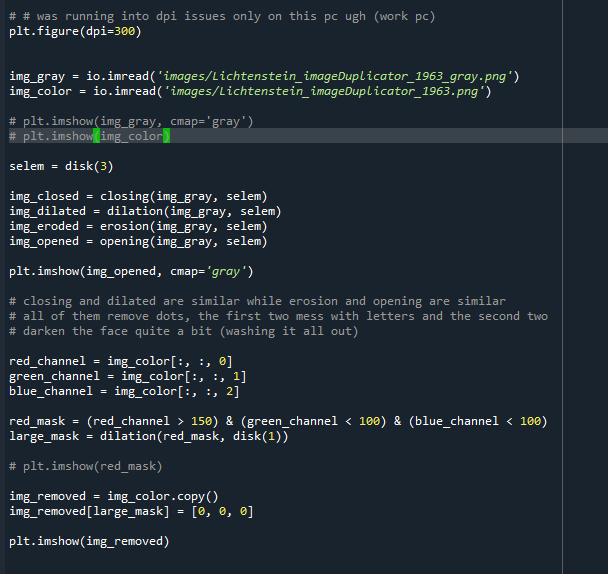 # # was running into dpi issues only on this pc ugh (work pc)
plt.figure(dpi=300)
img_gray = io.imread('images/Lichtenstein_imageDuplicator_1963_gray.png')
img_color = io.imread('images/Lichtenstein_imageDuplicator_1963.png')
# plt.imshow(img_gray, cmap='gray')
# plt.imshow(img_color)
selem = disk(3)
img_closed = closing(img_gray, selem)
img_dilated = dilation(img_gray, selem)
img_eroded = erosion(img_gray, selem)
img_opened = opening(img_gray, selem)
plt.imshow(img_opened, cmap='gray')
# closing and dilated are similar while erosion and opening are similar
# all of them remove dots, the first two mess with letters and the second two
# darken the face quite a bit (washing it all out)
red_channel = img_color[:, :, 0]
green_channel = img_color[:, :, 1]
blue_channel = img_color[:, :, 2]
red_mask = (red_channel > 150) & (green_channel < 100) & (blue_channel < 100)
large_mask = dilation(red_mask, disk(1))
# plt.imshow(red_mask)
img_removed = img_color.copy()
img_removed[large_mask] = [0, 0, 0]
plt.imshow(img_removed)